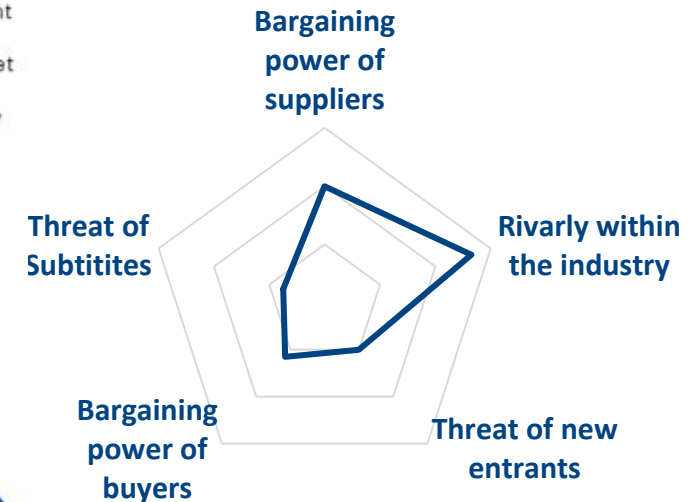 Bargaining
power of
suppliers
Threat of
Subtitites
Rivarly within
the industry
Bargaining
power of
buyers
Threat of new
entrants